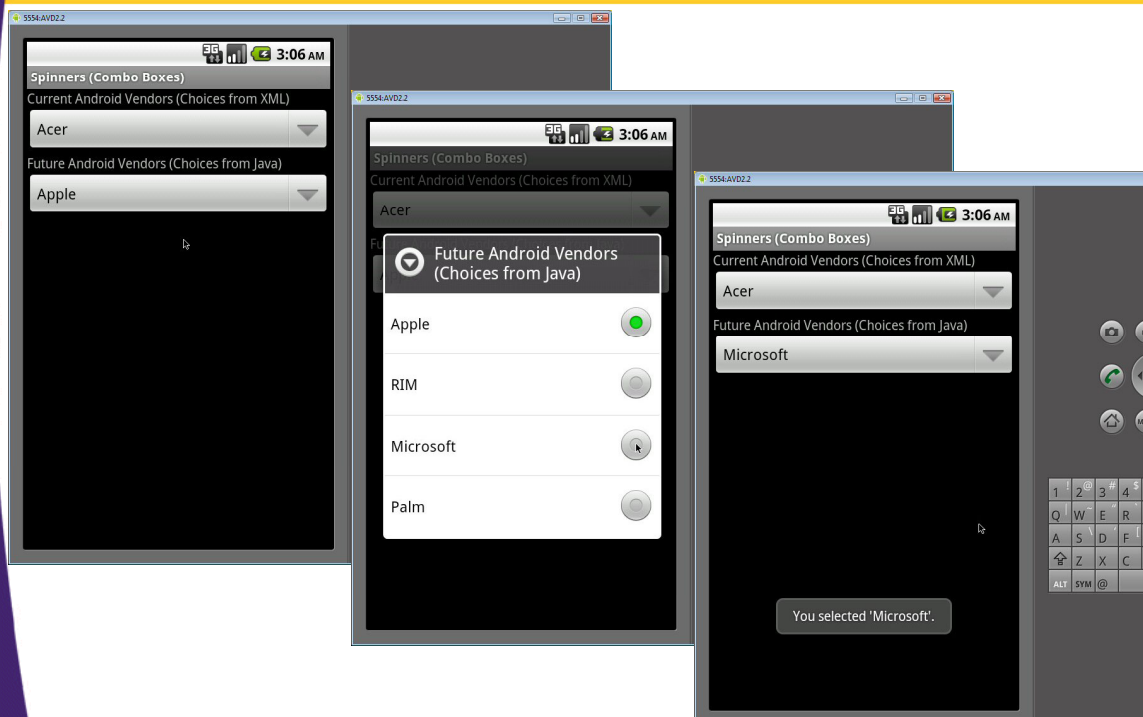 5554:AVD2.2
3G 3:06 AM
Spinners (Combo Boxes)
Current Android Vendors (Choices from XML)
Acer
Future Android Vendors (Choices from Java)
Apple
5554:AVD2.2
3G 3:06 AM
Spinners (Combo Boxes)
Current Android Vendors (Choices from XML)
Acer
Fu
Future Android Vendors
(Choices from Java)
Apple
RIM
Microsoft
Palm
5554:AVD2.2
3G 3:06 AM
Spinners (Combo Boxes)
Current Android Vendors (Choices from XML)
Acer
Future Android Vendors (Choices from Java)
Microsoft
You selected 'Microsoft'.
1 ! 2 @ 3 # 4 $
Q W ~ E " R `
A S \ D ' F [
Z X C
ALT SYM @